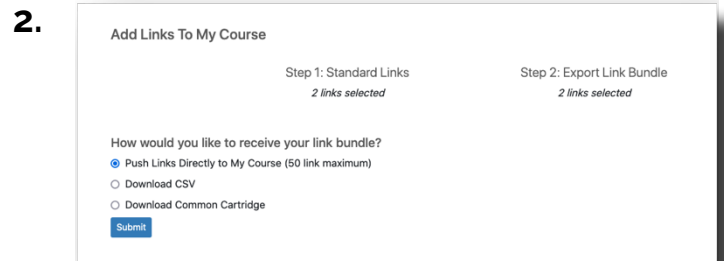 2.
Add Links To My Course
Step 1: Standard Links
Step 2: Export Link Bundle
2 links selected
2 links selected
How would you like to receive your link bundle?
Push Links Directly to My Course (50 link maximum)
Download CSV
Download Common Cartridge
Submit